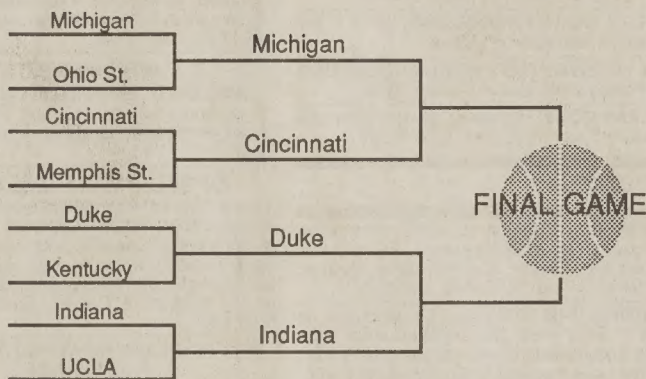 Michigan
Ohio St.
Cincinnati
Memphis St.
Duke
Kentucky
Indiana
UCLA
Michigan
Cincinnati
Duke
Indiana
FINAL GAME